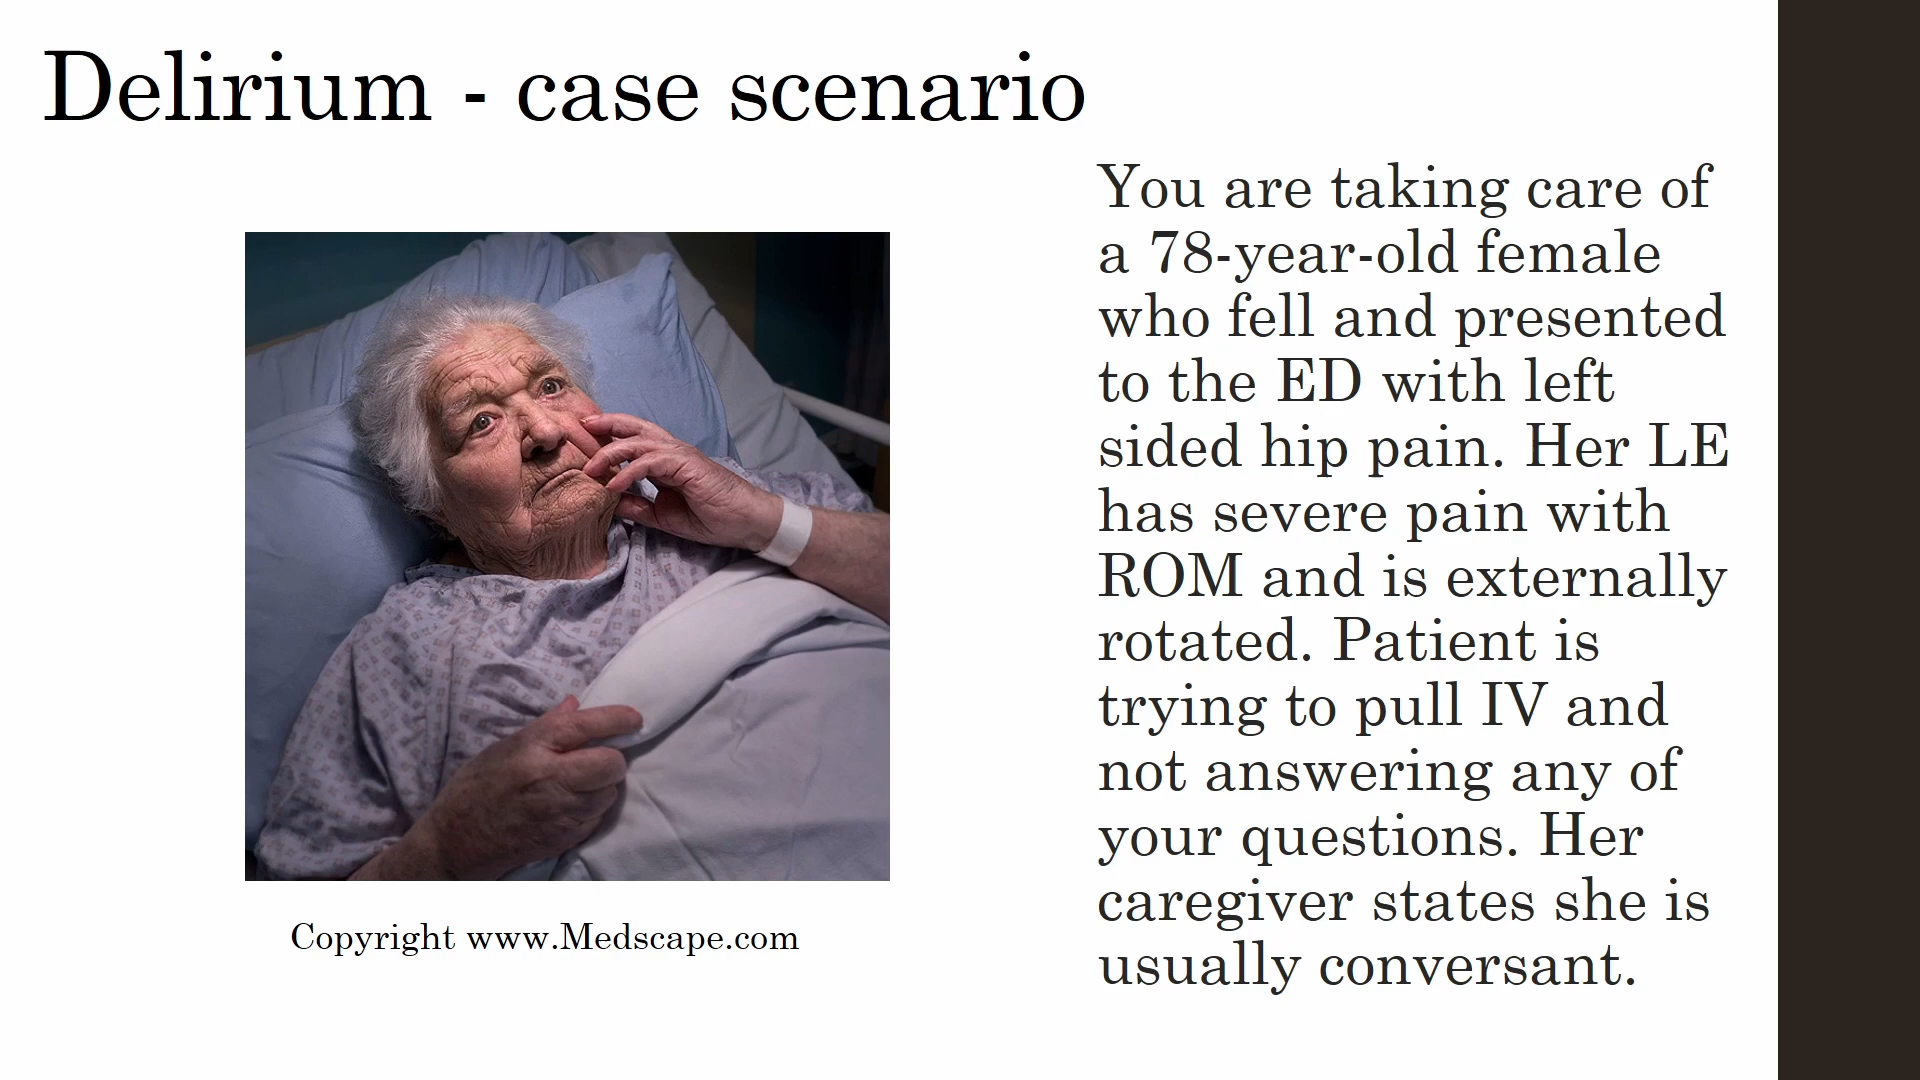 Delirium - case scenario
You are taking care of
a 78-year-old female
who fell and presented
to the ED with left
sided hip pain. Her LE
has severe pain with
ROM and is externally
rotated. Patient is
trying to pull IV and
not answering any of
your questions. Her
caregiver states she is
usually conversant.
Copyright www.Medscape.com